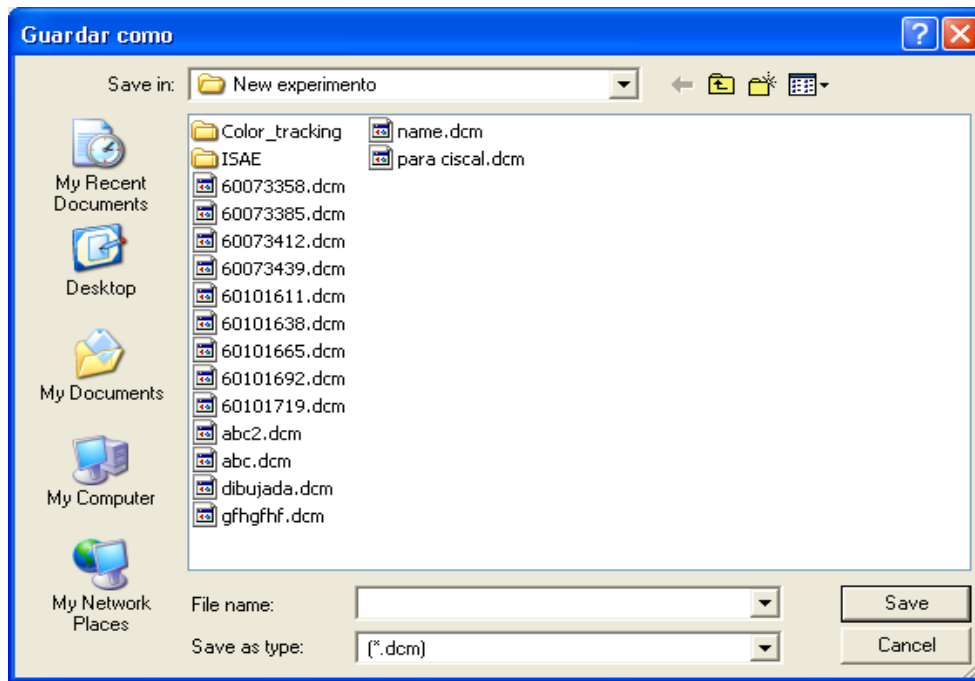 Guardar como
Save in:
New experimento
My Recent
Documents
Desktop
My Documents
My Computer
My Network
Places
Color_tracking
ISAE
60073358.dcm
60073385.dcm
60073412.dcm
60073439.dcm
60101611.dcm
60101638.dcm
60101665.dcm
60101692.dcm
60101719.dcm
abc2.dcm
abc.dcm
dibujada.dcm
gfhgfhf.dcm
name.dcm
para ciscal.dcm
File name:
Save
Save as type:
(*.dcm)
Cancel